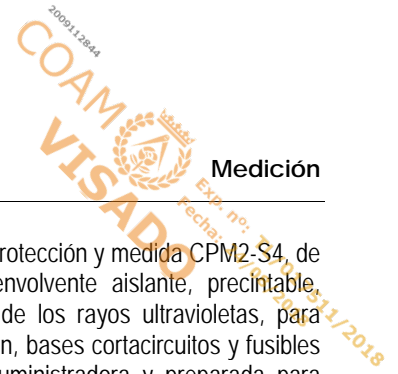 2009112844
COAM
VISADO
Medición
rotección y medida CPM2-S4, de
envolvente aislante, precintable,
de los rayos ultravioletas, para
n, bases cortacircuitos y fusibles
uministradora y preparada para
Exp. nº:
Fecha: